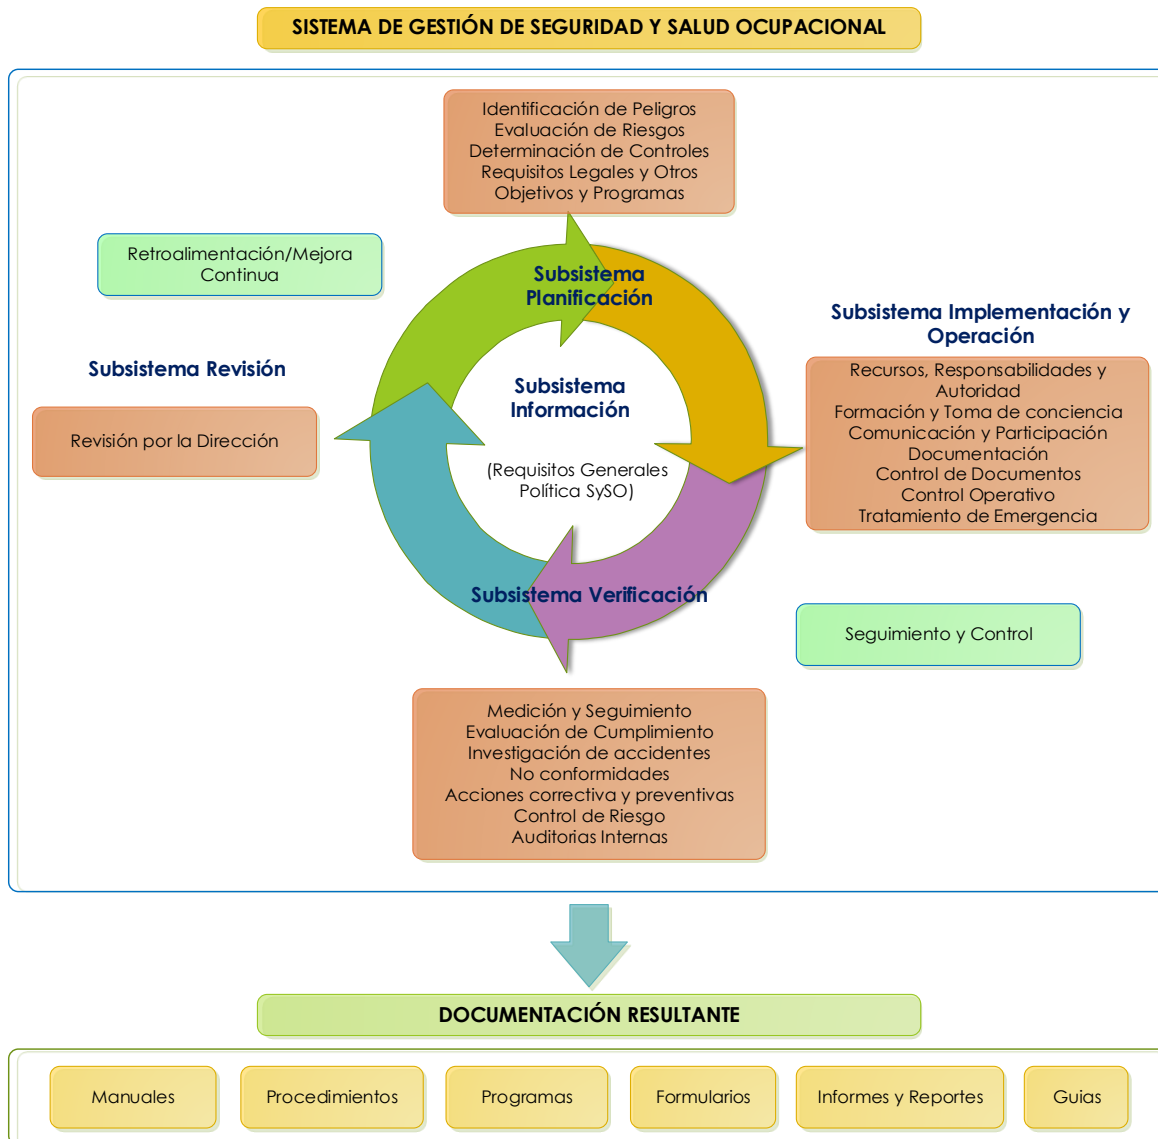 SISTEMA DE GESTIÓN DE SEGURIDAD Y SALUD OCUPACIONAL
Identificación de Peligros
Evaluación de Riesgos
Determinación de Controles
Requisitos Legales y Otros
Objetivos y Programas
Retroalimentación/Mejora
Continua
Subsistema
Planificación
Subsistema Implementación y
Operación
Recursos, Responsabilidades y
Autoridad
Formación y Toma de conciencia
Comunicación y Participación
Documentación
Control de Documentos
Control Operativo
Tratamiento de Emergencia
Subsistema Revisión
Revisión por la Dirección
Subsistema
Información
(Requisitos Generales
Política SySO)
Subsistema Verificación
Seguimiento y Control
Medición y Seguimiento
Evaluación de Cumplimiento
Investigación de accidentes
No conformidades
Acciones correctiva y preventivas
Control de Riesgo
Auditorias Internas
DOCUMENTACIÓN RESULTANTE
Manuales
Procedimientos
Programas
Formularios
Informes y Reportes
Guias